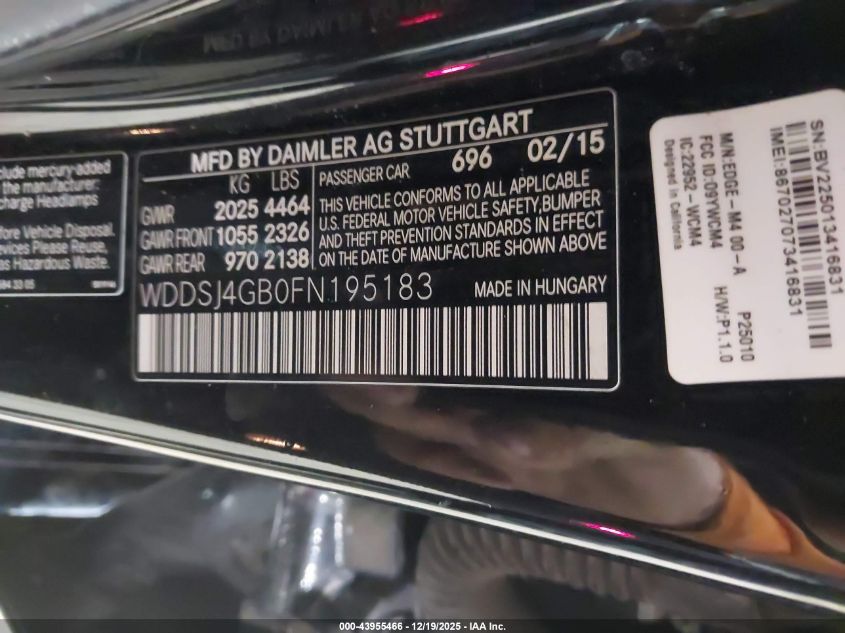 include mercury-added
the manufacturer:
charge Headlamps
fore Vehicle Disposal.
evices Please Reuse,
as Hazardous Waste.
MFD BY DAIMLER AG STUTTGART
KG LBS
GVWR 2025 4464
GAWR FRONT 1055 2326
GAWR REAR 970 2138
PASSENGER CAR 696 02/15
THIS VEHICLE CONFORMS TO ALL APPLICABLE
U.S. FEDERAL MOTOR VEHICLE SAFETY, BUMPER
AND THEFT PREVENTION STANDARDS IN EFFECT
ON THE DATE OF MANUFACTURE SHOWN ABOVE
WDDSJ4GB0FN195183 MADE IN HUNGARY
SN:BV225013416831
IMEI:867027073416831
P25010
H/W:P1.1.0
M/N:EDGE-M4 00-A
FCC ID:09YWCM4
IC:22952-WCM4
Designed in California
000-43955466 - 12/19/2025 - IAA Inc.